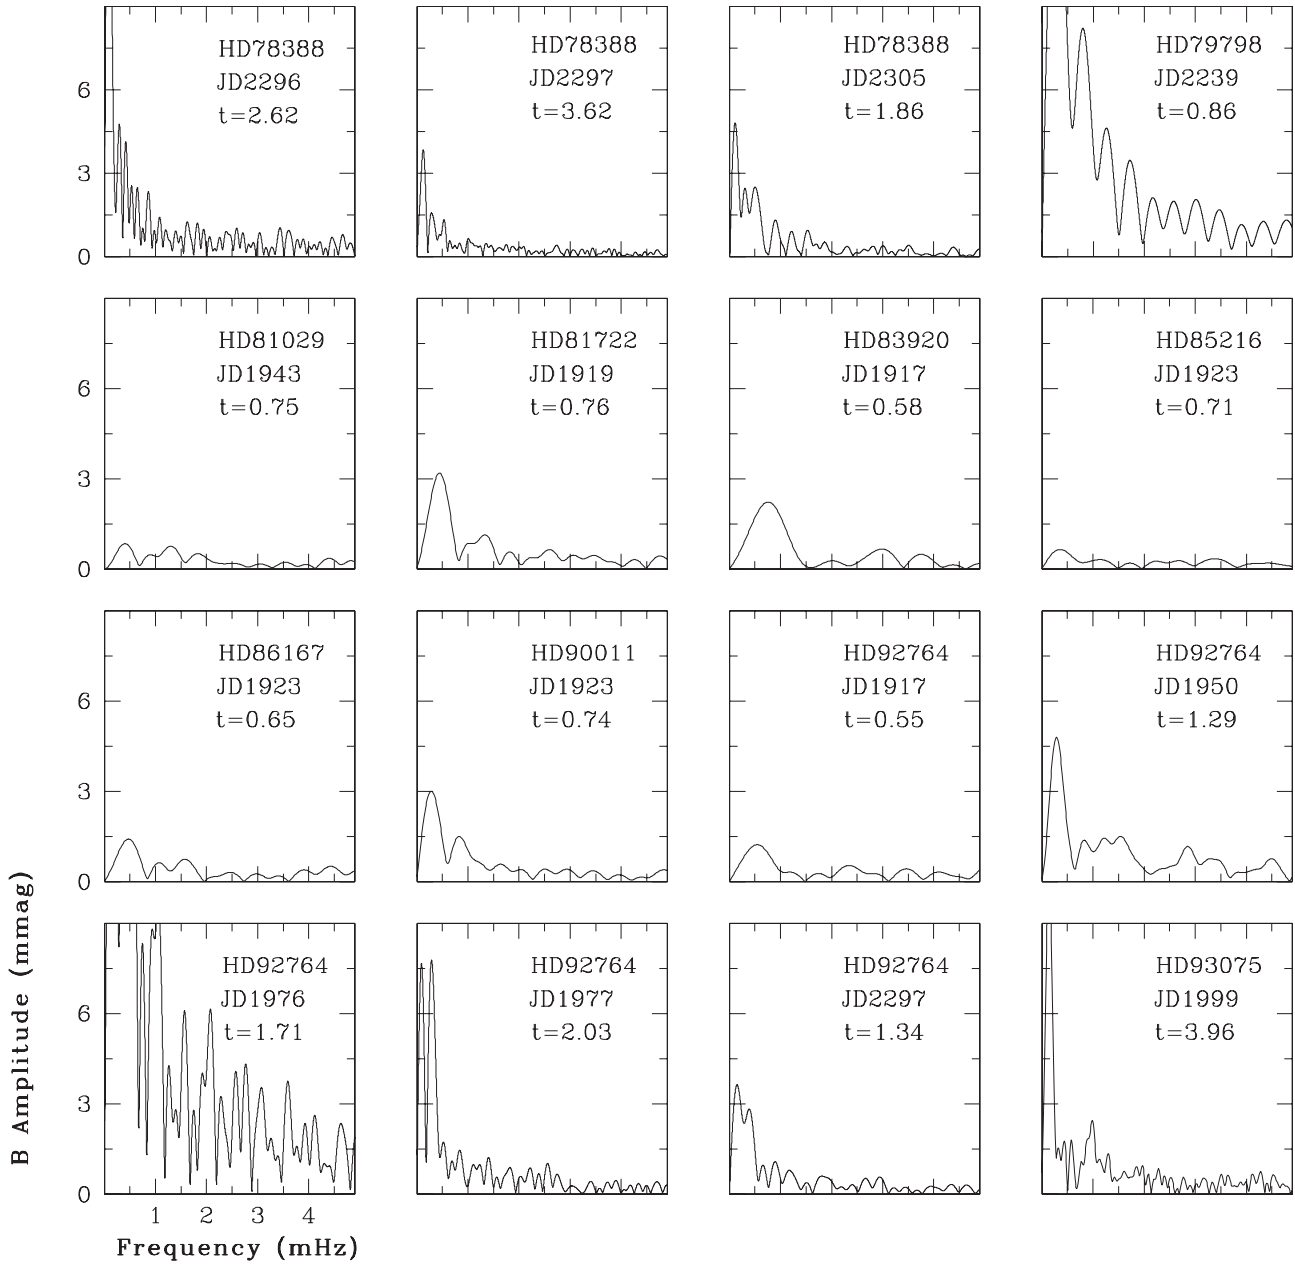 HD78388
JD2296
t=2.62
HD78388
JD2297
t=3.62
HD78388
JD2305
t=1.86
HD79798
JD2239
t=0.86
6
3
0
HD81029
JD1943
t=0.75
HD81722
JD1919
t=0.76
HD83920
JD1917
t=0.58
HD85216
JD1923
t=0.71
6
3
0
HD86167
JD1923
t=0.65
HD90011
JD1923
t=0.74
HD92764
JD1917
t=0.55
HD92764
JD1950
t=1.29
6
3
0
HD92764
JD1976
t=1.71
HD92764
JD1977
t=2.03
HD92764
JD2297
t=1.34
HD93075
JD1999
t=3.96
6
3
0
1 2 3 4
Frequency (mHz)
B Amplitude (mmag)